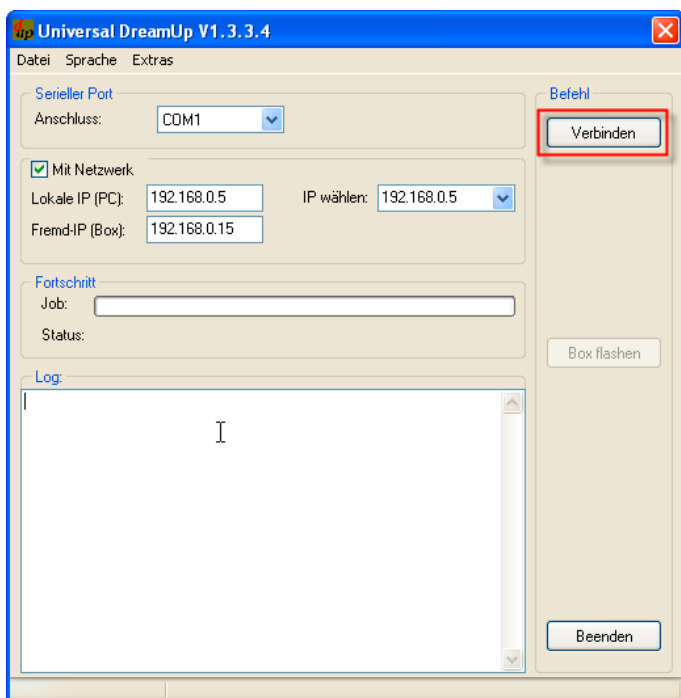 up Universal DreamUp V1.3.3.4
Datei Sprache Extras
Serieller Port
Anschluss: COM1
Mit Netzwerk
Lokale IP (PC): 192.168.0.5 IP wählen: 192.168.0.5
Fremd-IP (Box): 192.168.0.15
Fortschritt
Job:
Status:
Log:
Befehl
Verbinden
Box flashen
Beenden